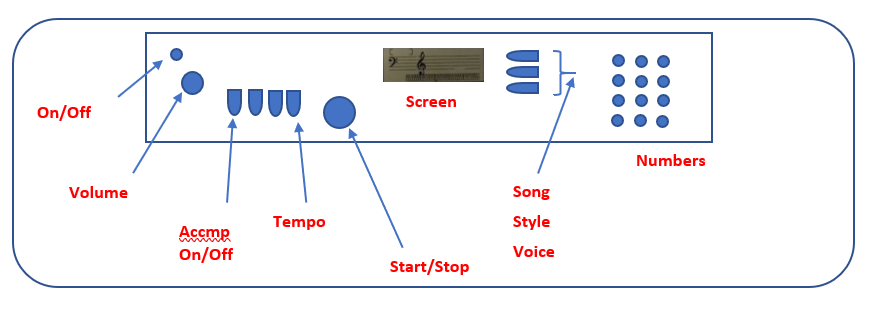 On/Off
Volume
Accmp
On/Off
Tempo
Start/Stop
Screen
Song
Style
Voice
Numbers